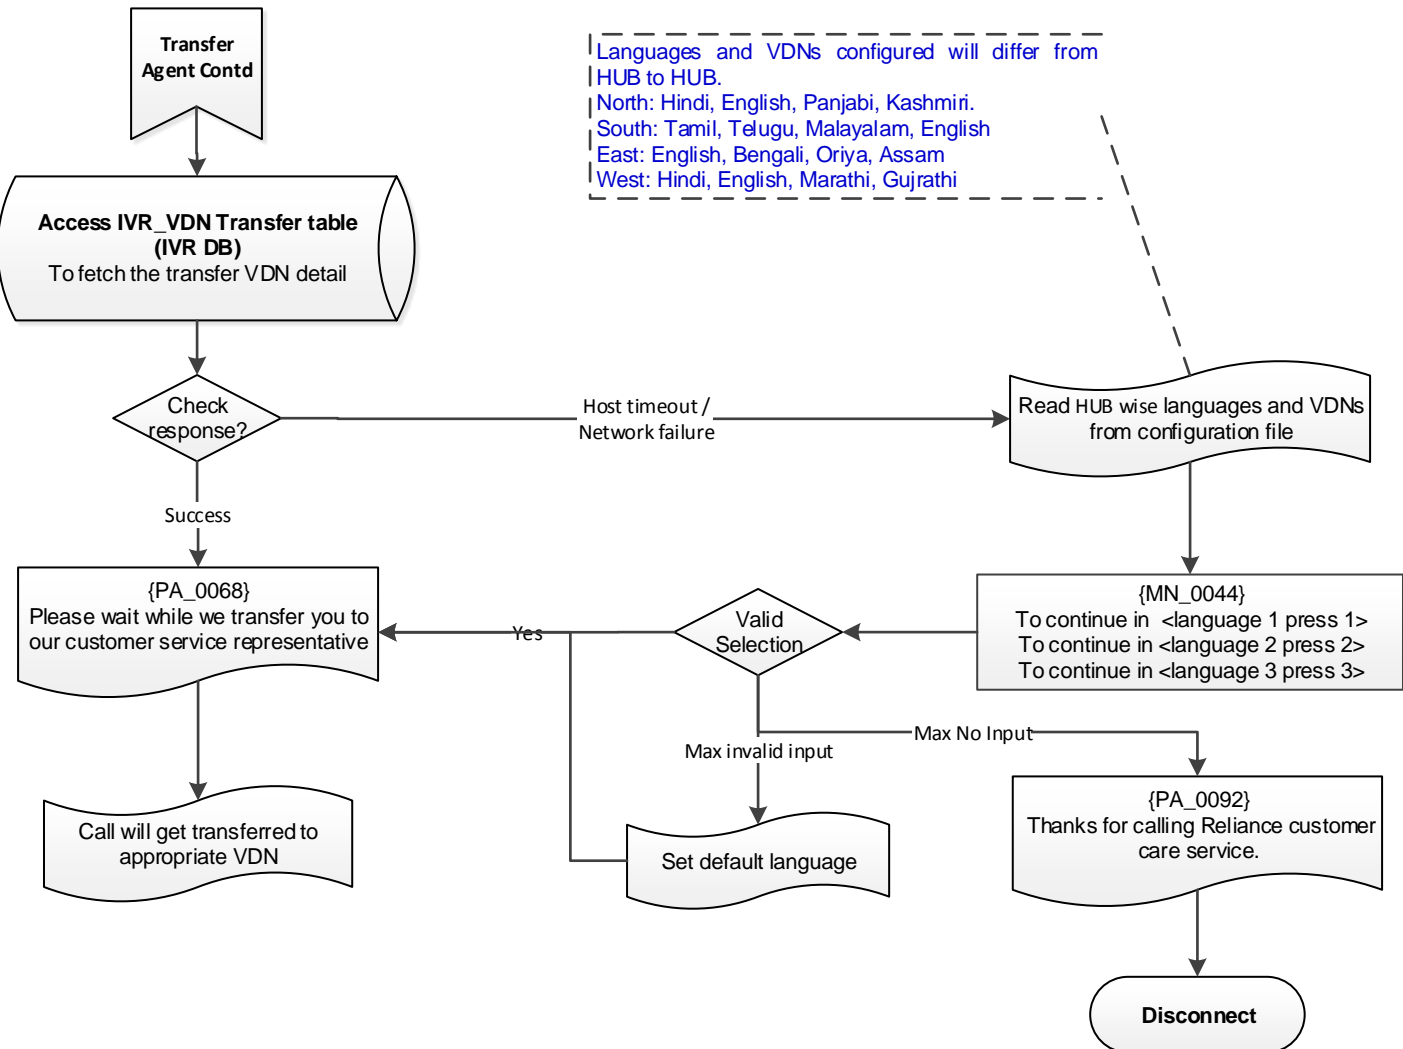 Transfer
Agent Contd
Languages and VDNs configured will differ from
HUB to HUB.
North: Hindi, English, Panjabi, Kashmiri.
South: Tamil, Telugu, Malayalam, English
East: English, Bengali, Oriya, Assam
West: Hindi, English, Marathi, Gujrathi
Access IVR_VDN Transfer table
(IVR DB)
To fetch the transfer VDN detail
Check
response?
Host timeout /
Network failure
Read HUB wise languages and VDNs
from configuration file
Success
{PA_0068}
Please wait while we transfer you to
our customer service representative
Yes
Valid
Selection
{MN_0044}
To continue in <language 1 press 1>
To continue in <language 2 press 2>
To continue in <language 3 press 3>
Max invalid input
Max No Input
Call will get transferred to
appropriate VDN
Set default language
{PA_0092}
Thanks for calling Reliance customer
care service.
Disconnect